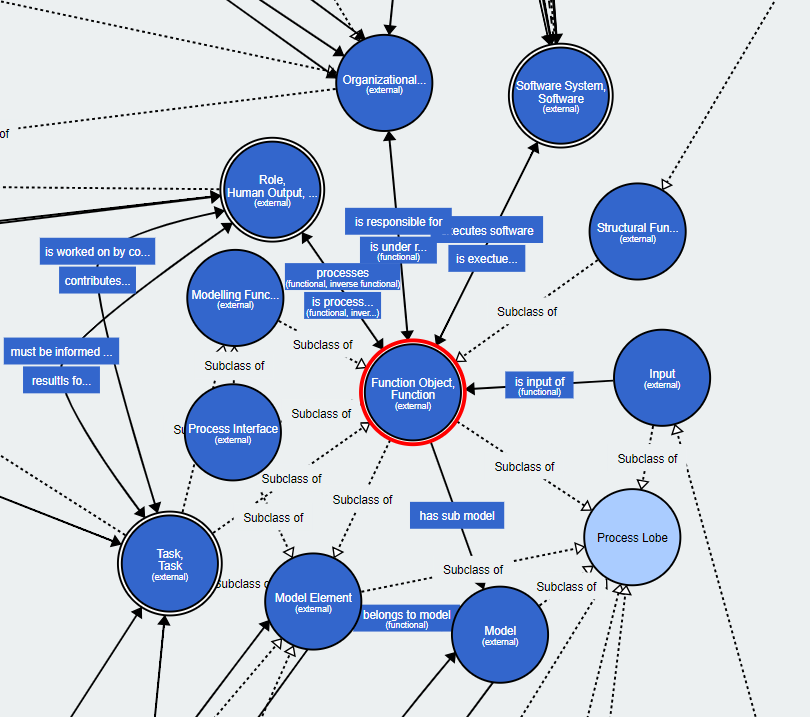 Organizational...
(external)
Software System,
Software
(external)
of
Role,
Human Output, ...
(external)
is responsible for
is under r...
(functional)
xecutes software
is exectue...
Structural Fun...
(external)
is worked on by co...
contributes...
processes
(functional, inverse functional)
is process...
(functional, inver...)
Modelling Func...
(external)
Subclass of
must be informed ...
resultIs fo...
Subclass of
Subclass of
Function Object,
Function
(external)
is input of
(functional)
Input
(external)
Subclass of
Process Interface
(external)
Subclass of
Subclass of
Subclass of
Subclass of
Subclass of
has sub model
Subclass of
Process Lobe
Task,
Task
(external)
Subclass of
Subclass of
Subclass o
Model Element
(external)
belongs to model
(functional)
Model
(external)